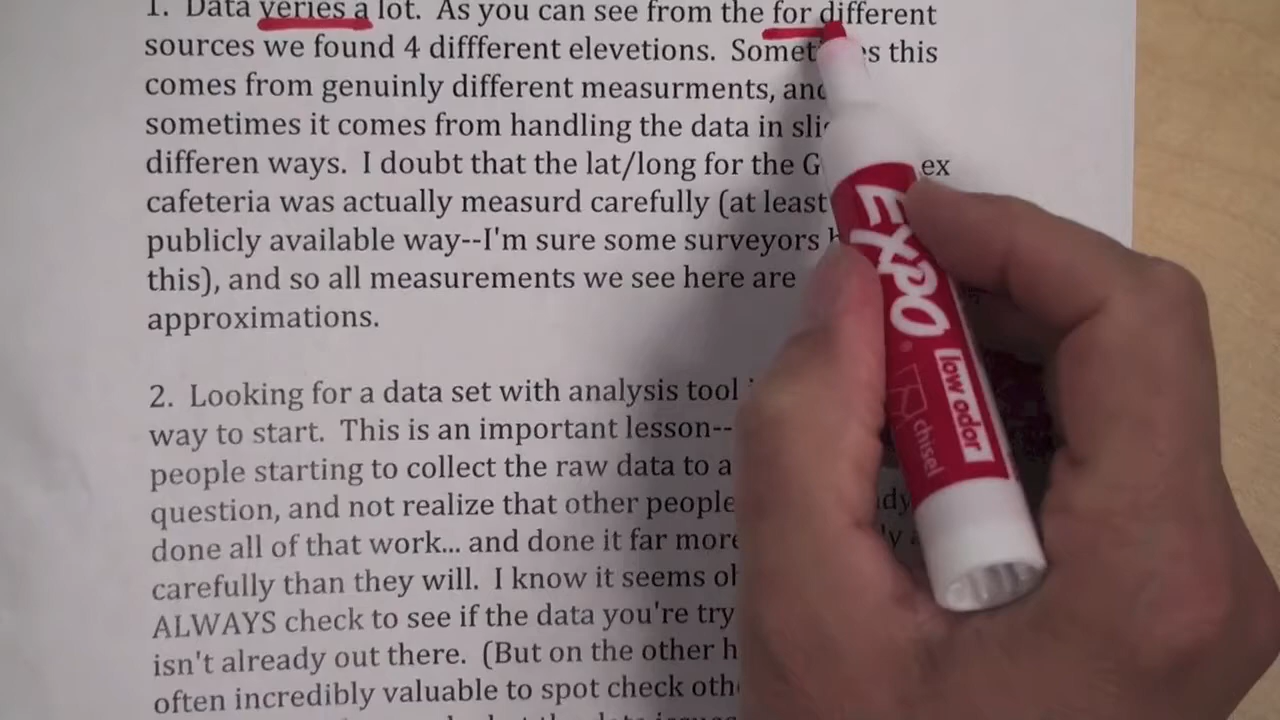 1. Data veries a lot. As you can see from the for different
sources we found 4 diffferent elevetions. Some this
comes from genuinly different measurments, and
sometimes it comes from handling the data in
differen ways. I doubt that the lat/long for the ex
cafeteria was actually measurd carefully (at least
publicly available way--I'm sure some surveyors
this), and so all measurements we see here are
approximations.
2. Looking for a data set with analysis tool
way to start. This is an important lesson--
people starting to collect the raw data to a
question, and not realize that other people
done all of that work... and done it far more
carefully than they will. I know it seems
ALWAYS check to see if the data you're try
isn't already out there. (But on the other h
often incredibly valuable to spot check
EXPO
low odor
chisel